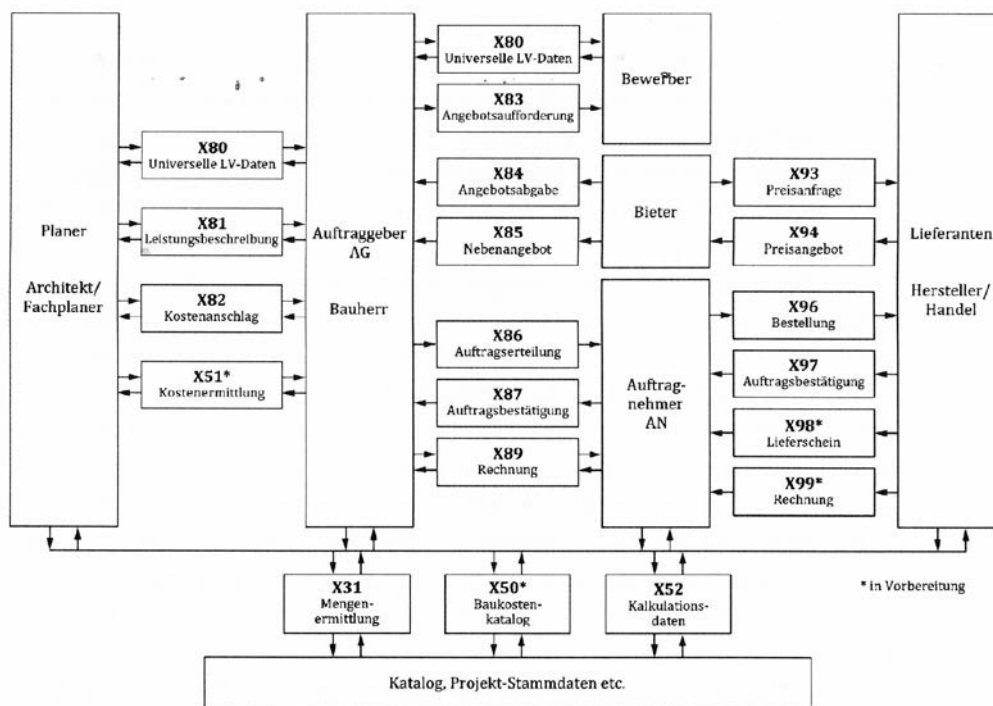 Planer
Architekt/
Fachplaner
X80
Universelle LV-Daten
X81
Leistungsbeschreibung
X82
Kostenanschlag
X51*
Kostenermittlung
Auftraggeber
AG
Bauherr
X80
Universelle LV-Daten
X83
Angebotsaufforderung
X84
Angebotsabgabe
X85
Nebenangebot
X86
Auftragserteilung
X87
Auftragsbestätigung
X89
Rechnung
Bewerber
Bieter
Auftrag-
nehmer
AN
X93
Preisanfrage
X94
Preisangebot
X96
Bestellung
X97
Auftragsbestätigung
X98*
Lieferschein
X99*
Rechnung
Lieferanten
Hersteller/
Handel
X31
Mengen-
ermittlung
X50*
Baukosten-
katalog
X52
Kalkulations-
daten
* in Vorbereitung
Katalog, Projekt-Stammdaten etc.